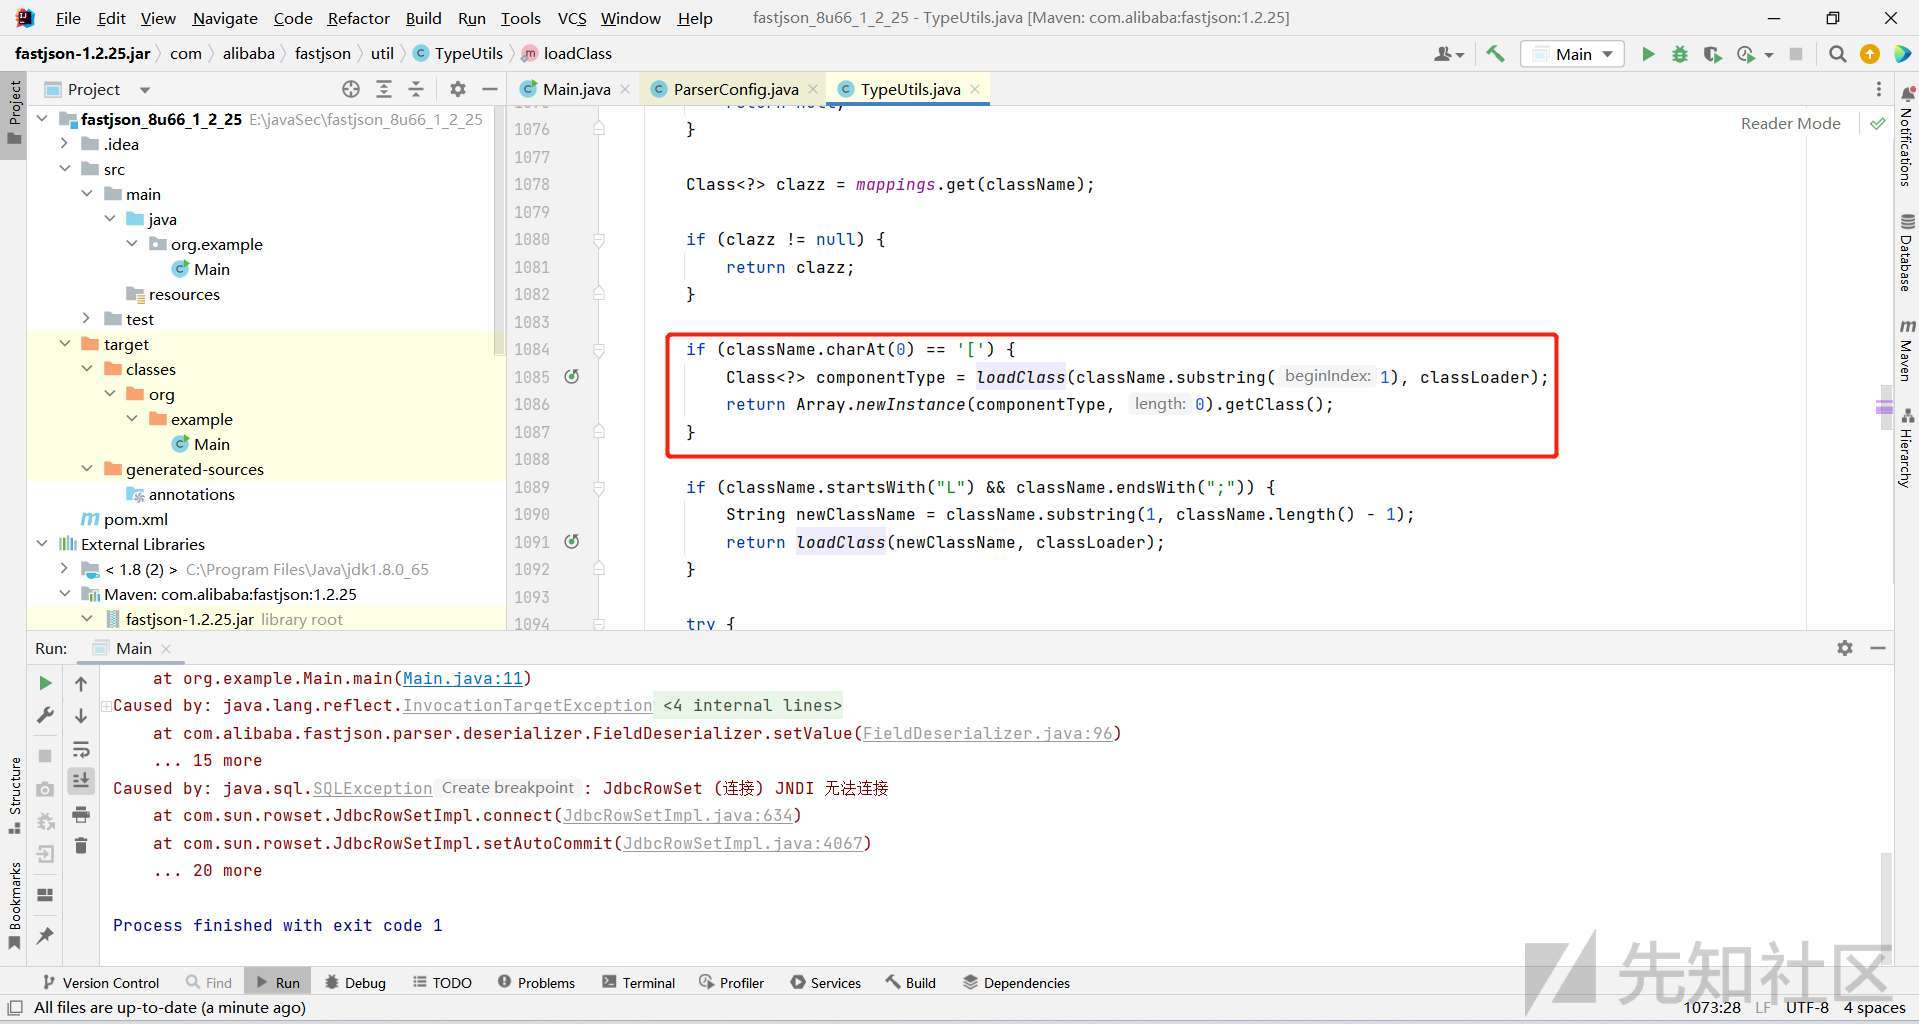 File Edit View Navigate Code Refactor Build Run Tools VCS Window Help fastjson_8u66_1_2_25 - TypeUtils.java [Maven: com.alibaba:fastjson:1.2.25]
fastjson-1.2.25.jar com alibaba fastjson util TypeUtils loadClass Main
Project Main.java ParserConfig.java TypeUtils.java
Project
fastjson_8u66_1_2_25 E:\javaSec\fastjson_8u66_1_2_25
.idea
src
main
java
org.example
Main
resources
test
target
classes
org
example
Main
generated-sources
annotations
pom.xml
External Libraries
< 1.8 (2) > C:\Program Files\Java\jdk1.8.0_65
Maven: com.alibaba:fastjson:1.2.25
fastjson-1.2.25.jar library root
Reader Mode
1076 }
1077
1078 Class<?> clazz = mappings.get(className);
1079
1080 if (clazz != null) {
1081 return clazz;
1082 }
1083
1084 if (className.charAt(0) == '[') {
1085 Class<?> componentType = loadClass(className.substring( beginIndex: 1), classLoader);
1086 return Array.newInstance(componentType, length: 0).getClass();
1087 }
1088
1089 if (className.startsWith("L") && className.endsWith(";")) {
1090 String newClassName = className.substring(1, className.length() - 1);
1091 return loadClass(newClassName, classLoader);
1092 }
1093
1094 try {
Notifications
Database
Maven
Hierarchy
Run: Main
at org.example.Main.main(Main.java:11)
Caused by: java.lang.reflect.InvocationTargetException <4 internal lines>
at com.alibaba.fastjson.parser.deserializer.FieldDeserializer.setValue(FieldDeserializer.java:96)
... 15 more
Caused by: java.sql.SQLException Create breakpoint : JdbcRowSet (连接) JNDI 无法连接
at com.sun.rowset.JdbcRowSetImpl.connect(JdbcRowSetImpl.java:634)
at com.sun.rowset.JdbcRowSetImpl.setAutoCommit(JdbcRowSetImpl.java:4067)
... 20 more
Process finished with exit code 1
Structure
Bookmarks
先知社区
Version Control Find Run Debug TODO Problems Terminal Profiler Services Build Dependencies
All files are up-to-date (a minute ago) 1073:28 LF UTF-8 4 spaces